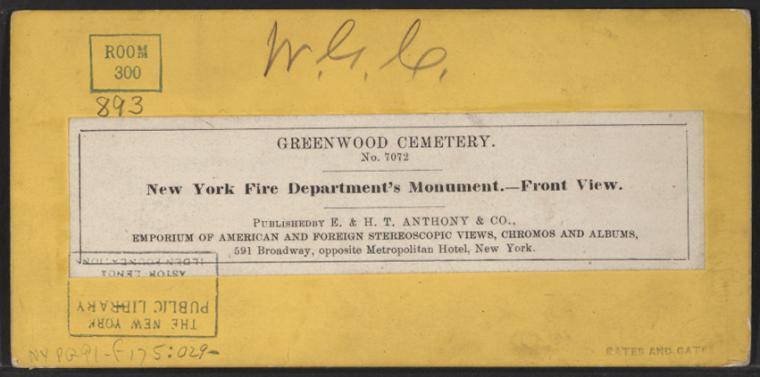 ROOM
300
893
W. G. C.
GREENWOOD CEMETERY.
No. 7072
New York Fire Department's Monument.—Front View.
PUBLISHEDBY E. & H. T. ANTHONY & CO.,
EMPORIUM OF AMERICAN AND FOREIGN STEREOSCOPIC VIEWS, CHROMOS AND ALBUMS,
591 Broadway, opposite Metropolitan Hotel, New York.
THE NEW YORK
PUBLIC LIBRARY
ASTOR LENOX
TILDEN FOUNDATION
NYPG91-F175:029-
GATES AND GATES